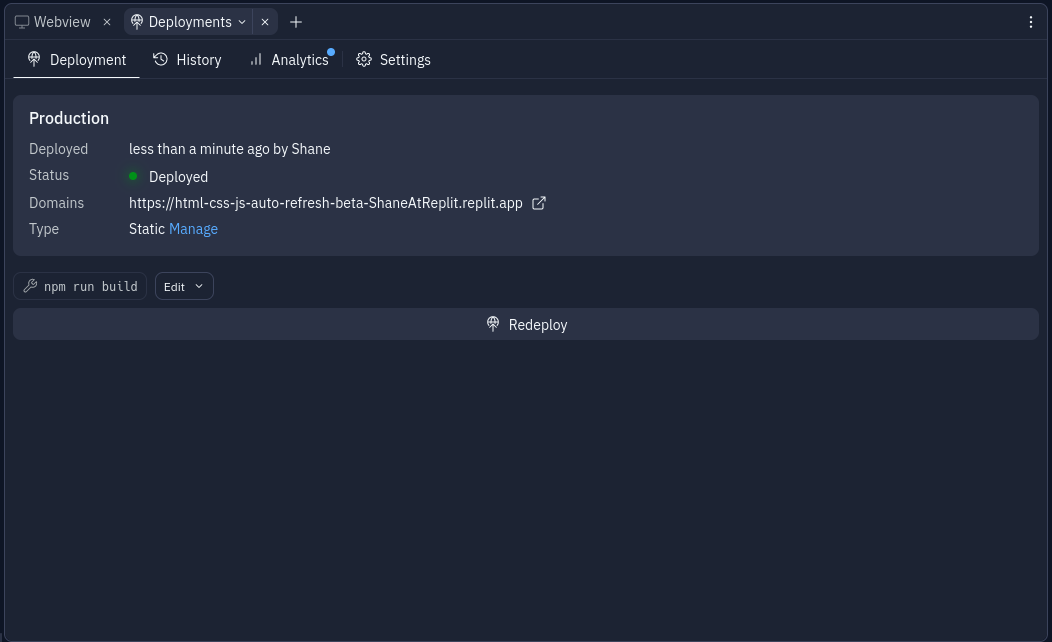 Webview
Deployments
Deployment History Analytics Settings
Production
Deployed less than a minute ago by Shane
Status Deployed
Domains https://html-css-js-auto-refresh-beta-ShaneAtReplit.replit.app
Type Static Manage
npm run build Edit
Redeploy